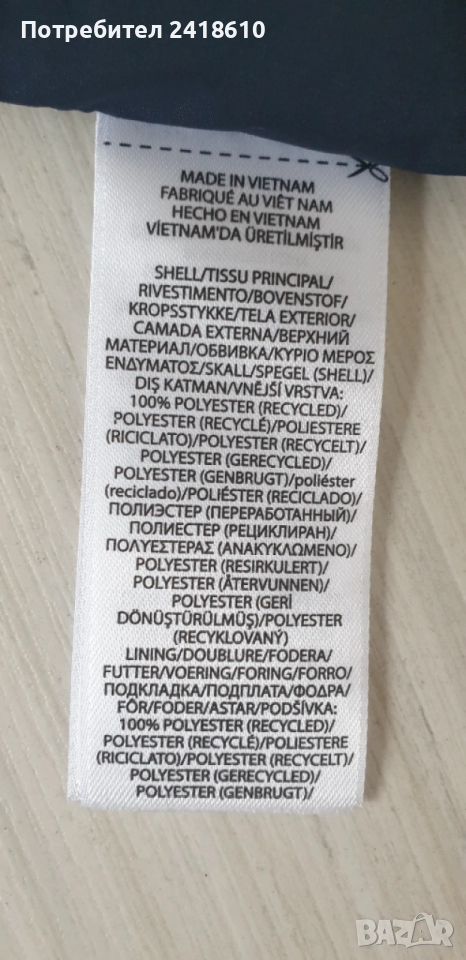 Потребител 2418610
MADE IN VIETNAM
FABRIQUÉ AU VIÊT NAM
HECHO EN VIETNAM
VİETNAM'DA ÜRETİLMİŞTİR
SHELL/TISSU PRINCIPAL/
RIVESTIMENTO/BOVENSTOF/
KROPSSTYKKE/TELA EXTERIOR/
CAMADA EXTERNA/ВЕРХНИЙ
МАТЕРИАЛ/ОБВИВКА/ΚΥΡΙΟ ΜΕΡΟΣ
ΕΝΔΥΜΑΤΟΣ/SKALL/SPEGEL (SHELL)/
DIŞ KATMAN/VNĚJŠÍ VRSTVA:
100% POLYESTER (RECYCLED)/
POLYESTER (RECYCLÉ)/POLIESTERE
(RICICLATO)/POLYESTER (RECYCELT)/
POLYESTER (GERECYCLED)/
POLYESTER (GENBRUGT)/poliéster
(reciclado)/POLIÉSTER (RECICLADO)/
ПОЛИЭСТЕР (ПЕРЕРАБОТАННЫЙ)/
ПОЛИЕСТЕР (РЕЦИКЛИРАН)/
ΠΟΛΥΕΣΤΕΡΑΣ (ΑΝΑΚΥΚΛΩΜΕΝΟ)/
POLYESTER (RESIRKULERT)/
POLYESTER (ÅTERVUNNEN)/
POLYESTER (GERİ
DÖNÜŞTÜRÜLMÜŞ)/POLYESTER
(RECYKLOVANÝ)
LINING/DOUBLURE/FODERA/
FUTTER/VOERING/FORING/FORRO/
ПОДКЛАДКА/ПОДПЛАТА/ΦΟΔΡΑ/
FÔR/FODER/ASTAR/PODŠÍVKA:
100% POLYESTER (RECYCLED)/
POLYESTER (RECYCLÉ)/POLIESTERE
(RICICLATO)/POLYESTER (RECYCELT)/
POLYESTER (GERECYCLED)/
POLYESTER (GENBRUGT)/
BAZAR